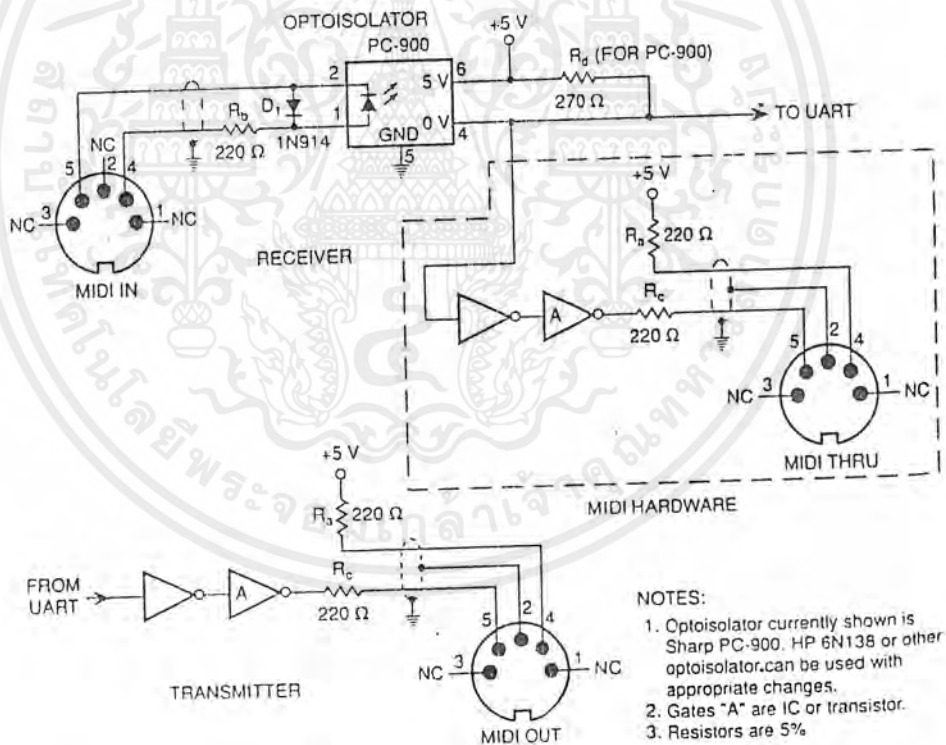 OPTOISOLATOR
PC-900
+5 V
Rd (FOR PC-900)
270 Ω
2
6
5 V
1
0 V
4
GND
5
D1
1N914
Rb
220 Ω
TO UART
NC
5
2
4
NC 3
1 NC
MIDI IN
RECEIVER
+5 V
Ra 220 Ω
A
Rc
220 Ω
5
2
4
NC 3
1 NC
MIDI THRU
MIDI HARDWARE
+5 V
Ra 220 Ω
FROM
UART
A
Rc
220 Ω
5
2
4
NC 3
1 NC
TRANSMITTER
MIDI OUT
NOTES:
1. Optoisolator currently shown is
Sharp PC-900. HP 6N138 or other
optoisolator.can be used with
appropriate changes.
2. Gates "A" are IC or transistor.
3. Resistors are 5%